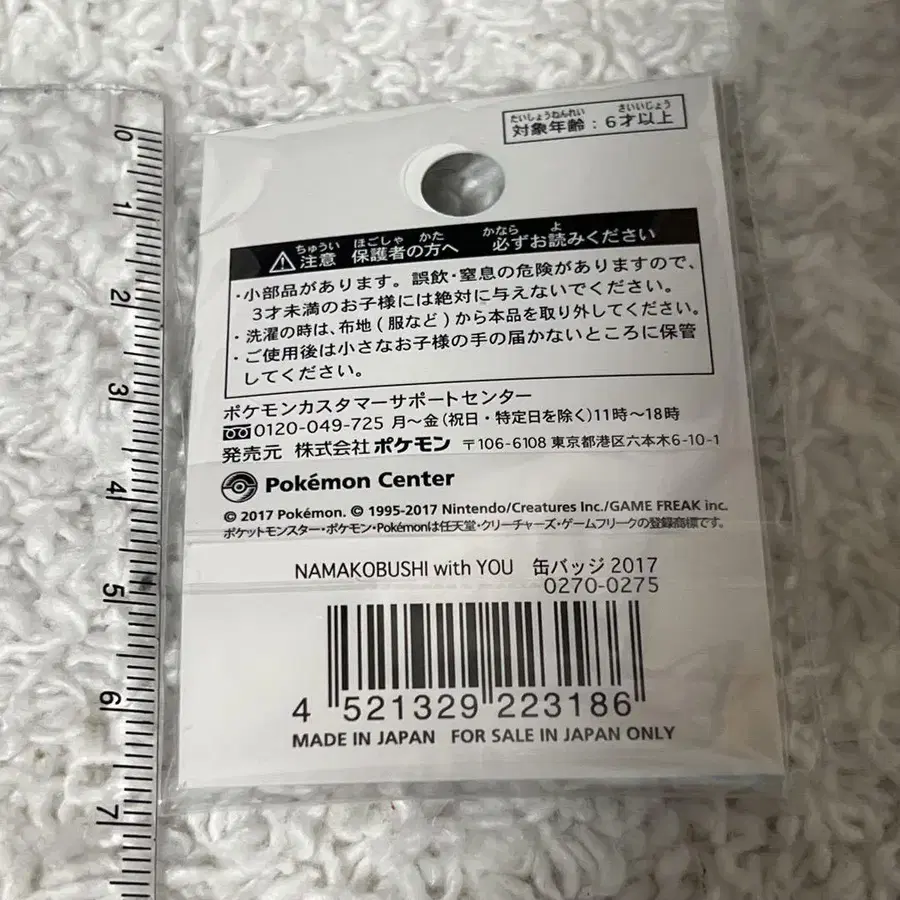 たいしょうねんれい さいいじょう
対象年齢：6才以上
ちゅうい ほごしゃ かた かなら よ
注意 保護者の方へ 必ずお読みください
・小部品があります。誤飲・窒息の危険がありますので、
3才未満のお子様には絶対に与えないでください。
・洗濯の時は、布地(服など)から本品を取り外してください。
・ご使用後は小さなお子様の手の届かないところに保管
してください。
ポケモンカスタマーサポートセンター
0120-049-725 月～金(祝日・特定日を除く)11時～18時
発売元 株式会社ポケモン 〒106-6108 東京都港区六本木6-10-1
Pokémon Center
© 2017 Pokémon. © 1995-2017 Nintendo/Creatures Inc./GAME FREAK inc.
ポケットモンスター・ポケモン・Pokémonは任天堂・クリーチャーズ・ゲームフリークの登録商標です。
NAMAKOBUSHI with YOU 缶バッジ 2017
0270-0275
4 521329 223186
MADE IN JAPAN FOR SALE IN JAPAN ONLY
0
1
2
3
4
5
6
7